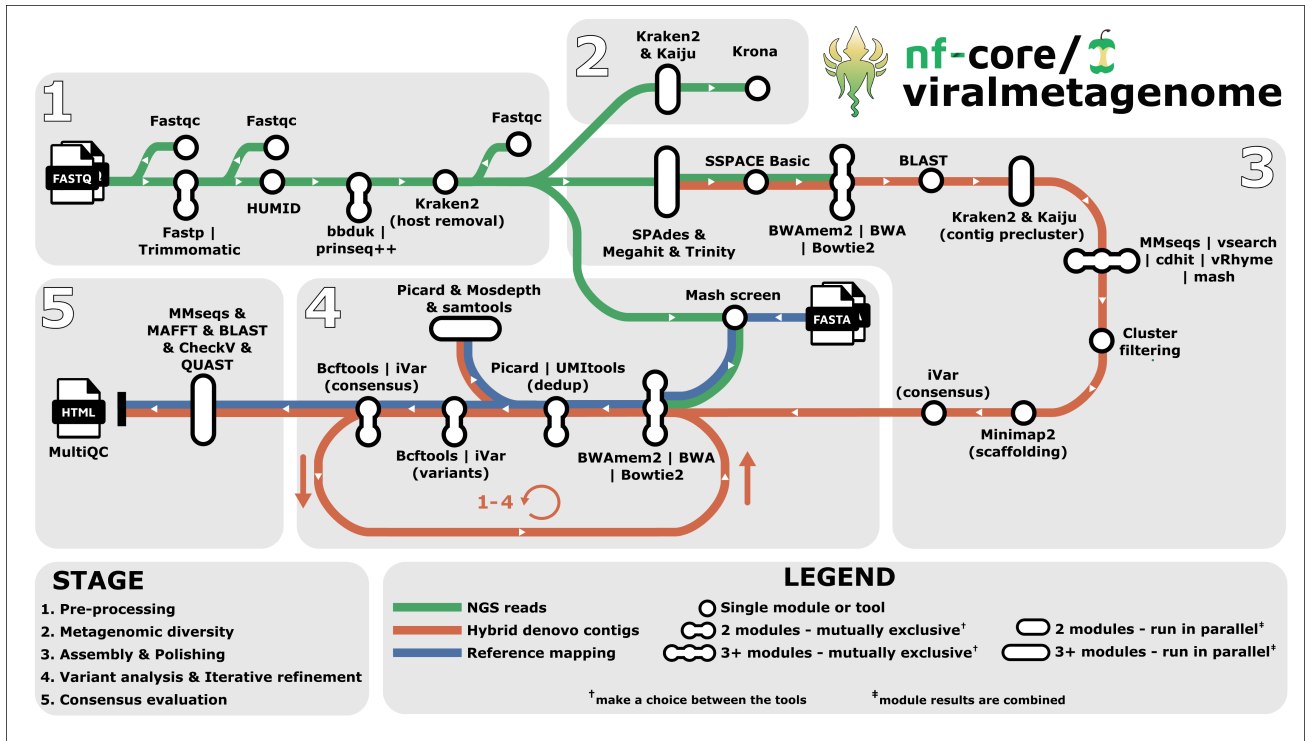 nf-core/
viralmetagenome
1
FASTQ
Fastqc
Fastqc
Fastqc
Fastp |
Trimmomatic
HUMID
bbduk |
prinseq++
Kraken2
(host removal)
2
Kraken2
& Kaiju
Krona
3
SPAdes &
Megahit & Trinity
SSPACE Basic
BWAmem2 | BWA
| Bowtie2
BLAST
Kraken2 & Kaiju
(contig precluster)
MMseqs | vsearch
| cdhit | vRhyme
| mash
Cluster
filtering
Minimap2
(scaffolding)
iVar
(consensus)
4
Mash screen
FASTA
Picard & Mosdepth
& samtools
BWAmem2 | BWA
| Bowtie2
Picard | UMItools
(dedup)
Bcftools | iVar
(variants)
Bcftools | iVar
(consensus)
1-4
5
MMseqs &
MAFFT & BLAST
& CheckV &
QUAST
HTML
MultiQC
STAGE
1. Pre-processing
2. Metagenomic diversity
3. Assembly & Polishing
4. Variant analysis & Iterative refinement
5. Consensus evaluation
LEGEND
NGS reads
Hybrid denovo contigs
Reference mapping
Single module or tool
2 modules - mutually exclusive†
3+ modules - mutually exclusive†
2 modules - run in parallel‡
3+ modules - run in parallel‡
†make a choice between the tools
‡module results are combined